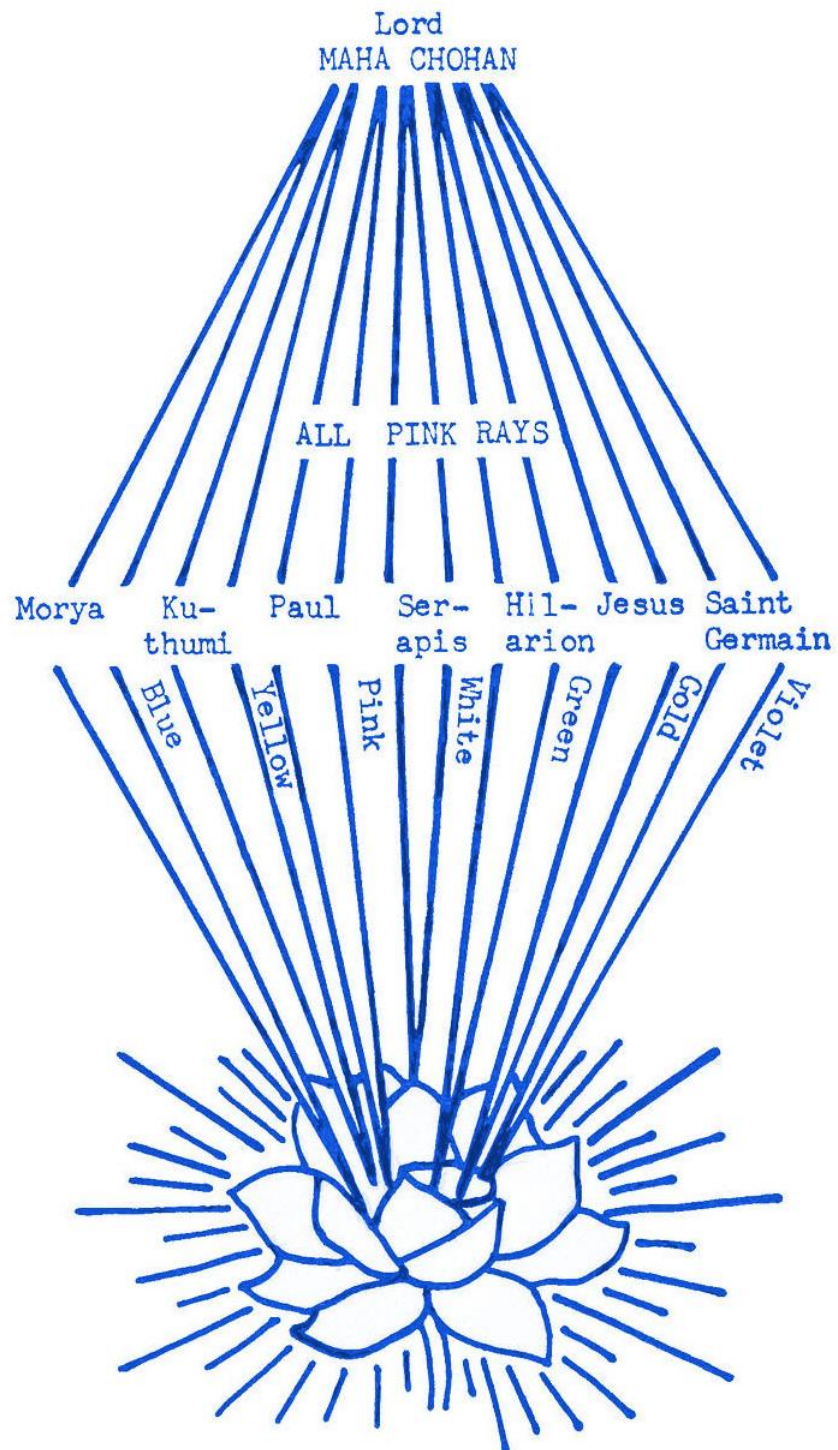 Lord
MAHA CHOHAN
ALL PINK RAYS
Morya
Ku-
thumi
Paul
Ser-
apis
Hil-
arion
Jesus
Saint
Germain
Blue
Yellow
Pink
White
Green
Gold
Violet